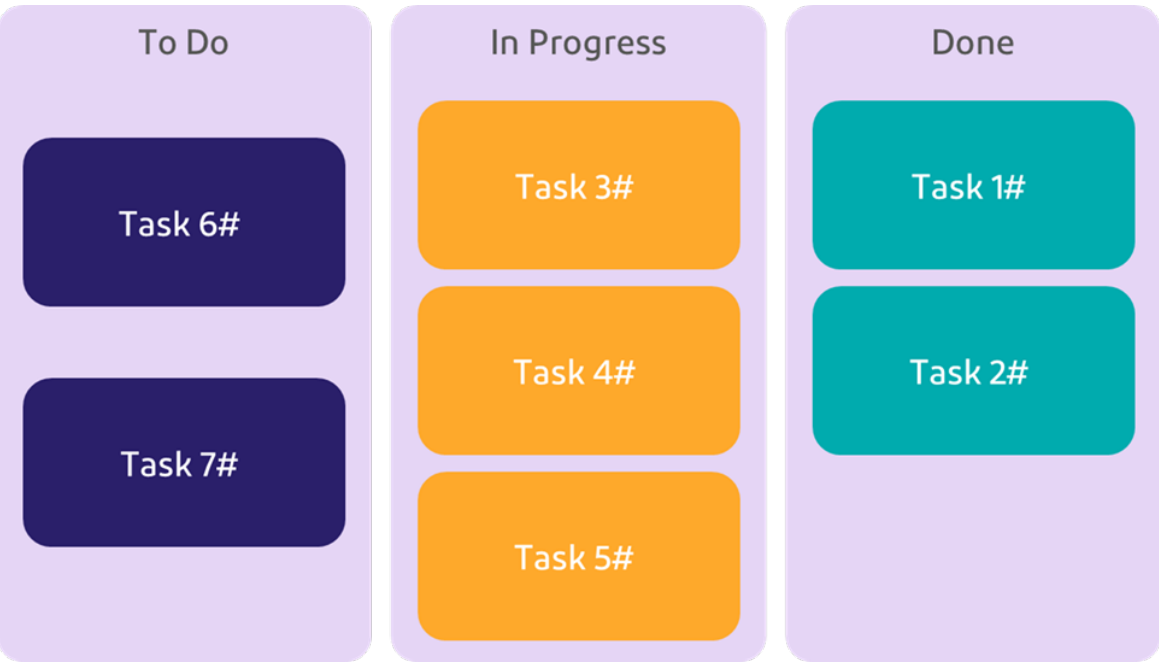 To Do
Task 6#
Task 7#
In Progress
Task 3#
Task 4#
Task 5#
Done
Task 1#
Task 2#